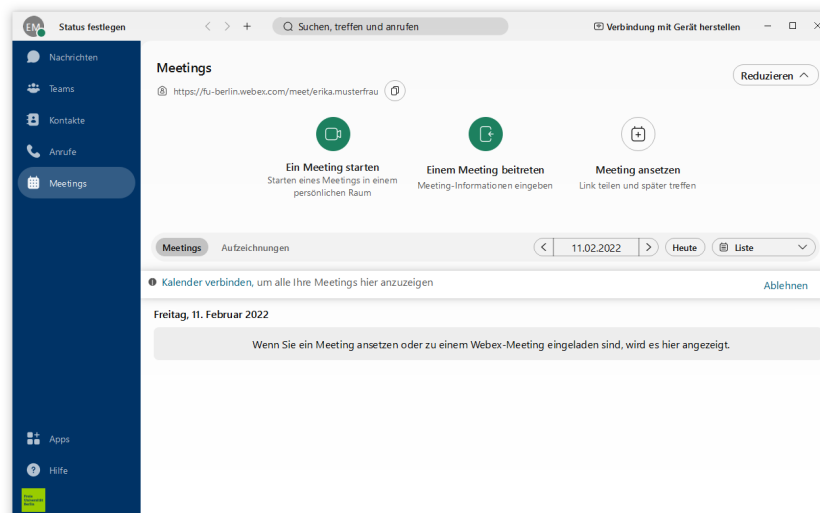 EM Status festlegen
Suchen, treffen und anrufen
Verbindung mit Gerät herstellen
Nachrichten
Teams
Kontakte
Anrufe
Meetings
Apps
Hilfe
Freie
Universität
Berlin
Meetings
https://fu-berlin.webex.com/meet/erika.musterfrau
Reduzieren
Ein Meeting starten
Starten eines Meetings in einem
persönlichen Raum
Einem Meeting beitreten
Meeting-Informationen eingeben
Meeting ansetzen
Link teilen und später treffen
Meetings Aufzeichnungen 11.02.2022 Heute Liste
Kalender verbinden, um alle Ihre Meetings hier anzuzeigen
Ablehnen
Freitag, 11. Februar 2022
Wenn Sie ein Meeting ansetzen oder zu einem Webex-Meeting eingeladen sind, wird es hier angezeigt.